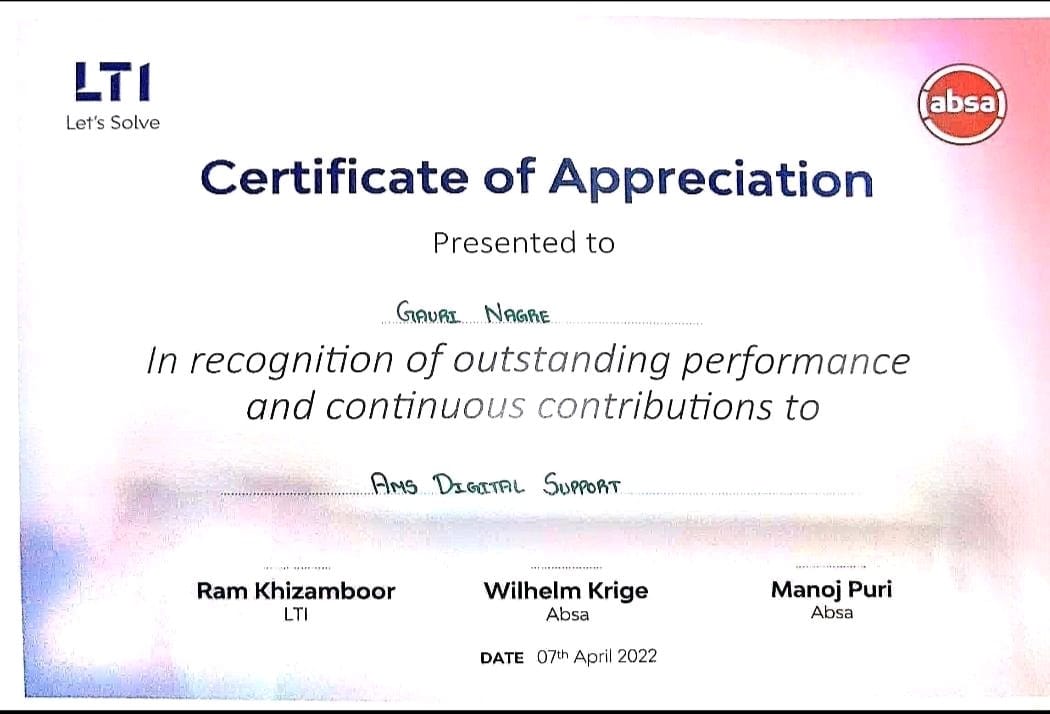 LTI
Let's Solve
absa
Certificate of Appreciation
Presented to
GAURI NAGRE
In recognition of outstanding performance
and continuous contributions to
AMS DIGITAL SUPPORT
Ram Khizamboor
LTI
Wilhelm Krige
Absa
Manoj Puri
Absa
DATE 07th April 2022